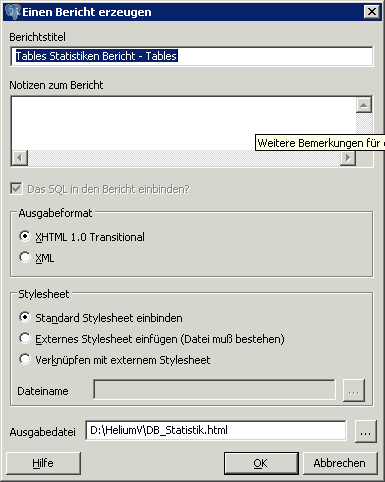 Einen Bericht erzeugen
Berichtstitel
Tables Statistiken Bericht - Tables
Notizen zum Bericht
Weitere Bemerkungen für
Das SQL in den Bericht einbinden?
Ausgabeformat
XHTML 1.0 Transitional
XML
Stylesheet
Standard Stylesheet einbinden
Externes Stylesheet einfügen (Datei muß bestehen)
Verknüpfen mit externem Stylesheet
Dateiname
...
Ausgabedatei D:\HeliumV\DB_Statistik.html ...
Hilfe OK Abbrechen